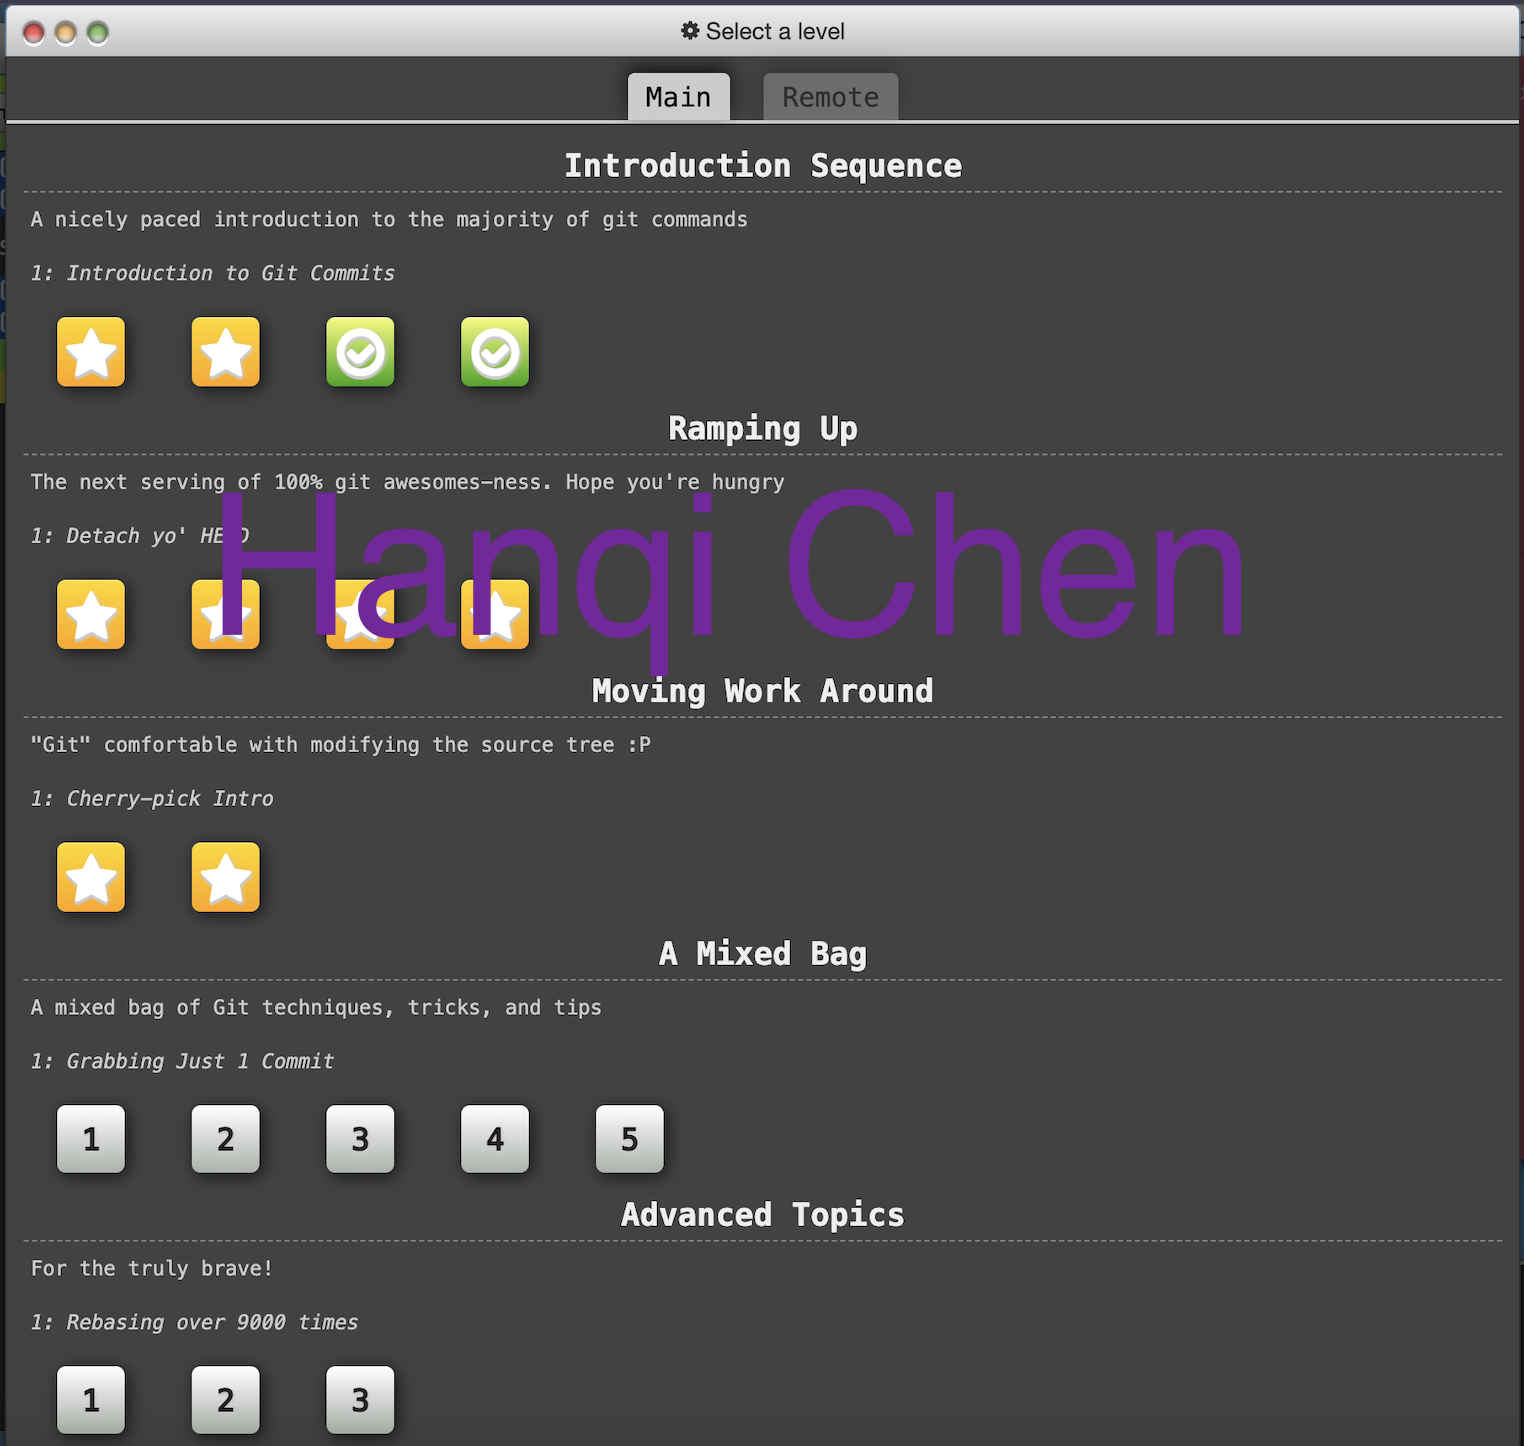 Select a level
Main Remote
Introduction Sequence
A nicely paced introduction to the majority of git commands
1: Introduction to Git Commits
Ramping Up
The next serving of 100% git awesomes-ness. Hope you're hungry
1: Detach yo' HEAD
Hanqi Chen
Moving Work Around
"Git" comfortable with modifying the source tree :P
1: Cherry-pick Intro
A Mixed Bag
A mixed bag of Git techniques, tricks, and tips
1: Grabbing Just 1 Commit
1 2 3 4 5
Advanced Topics
For the truly brave!
1: Rebasing over 9000 times
1 2 3